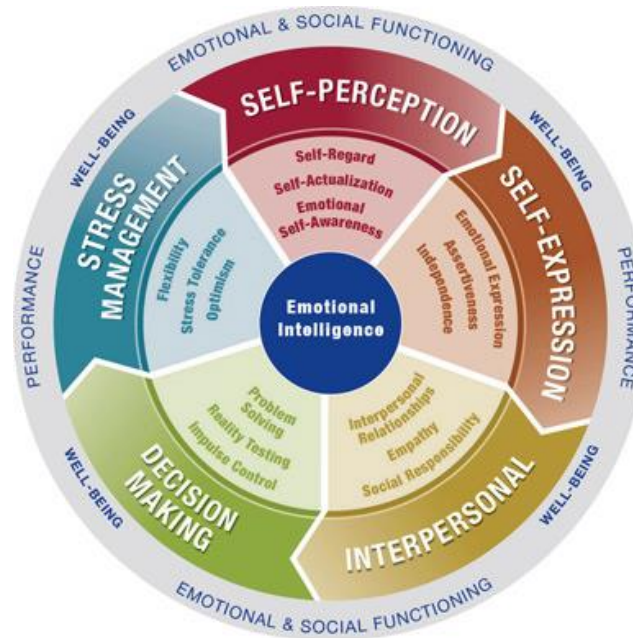 EMOTIONAL & SOCIAL FUNCTIONING
WELL-BEING
WELL-BEING
PERFORMANCE
PERFORMANCE
SELF-PERCEPTION
Self-Regard
Self-Actualization
Emotional
Self-Awareness
SELF-EXPRESSION
Emotional Expression
Assertiveness
Independence
INTERPERSONAL
Interpersonal
Relationships
Empathy
Social Responsibility
DECISION
MAKING
Problem
Solving
Reality Testing
Impulse Control
STRESS
MANAGEMENT
Flexibility
Stress Tolerance
Optimism
Emotional
Intelligence
WELL-BEING
WELL-BEING
EMOTIONAL & SOCIAL FUNCTIONING